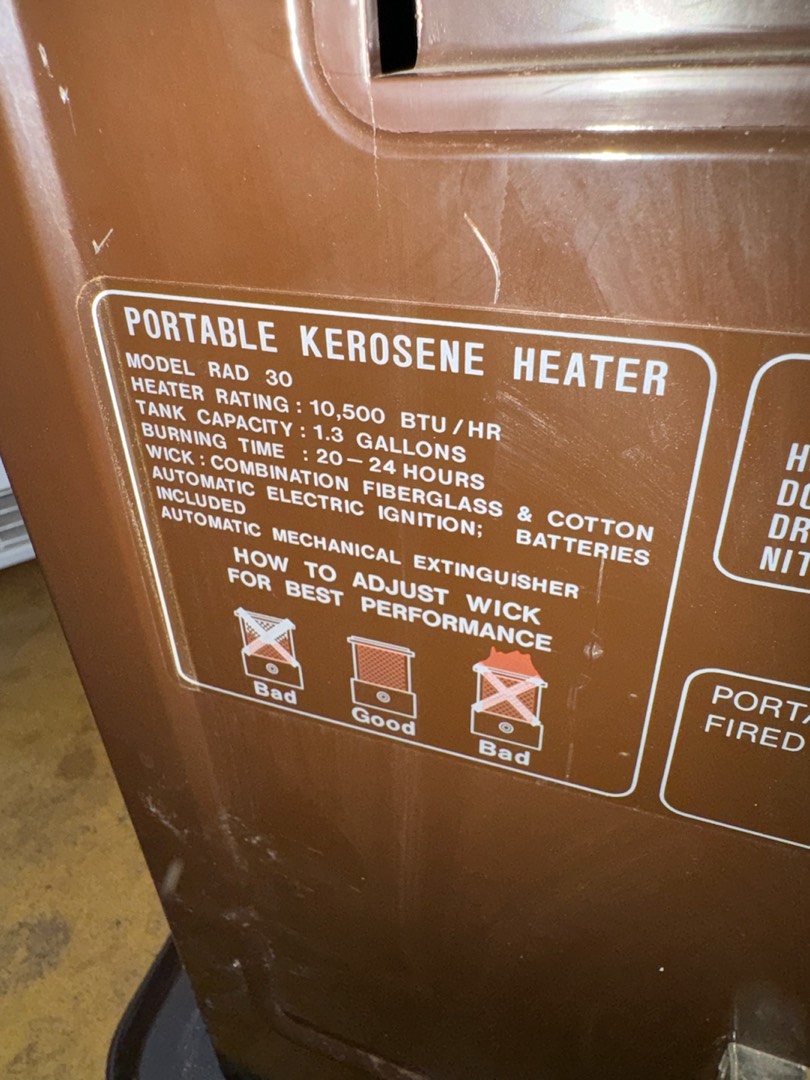 PORTABLE KEROSENE HEATER
MODEL RAD 30
HEATER RATING : 10,500 BTU/HR
TANK CAPACITY : 1.3 GALLONS
BURNING TIME : 20-24 HOURS
WICK : COMBINATION FIBERGLASS & COTTON
AUTOMATIC ELECTRIC IGNITION; BATTERIES
INCLUDED
AUTOMATIC MECHANICAL EXTINGUISHER
HOW TO ADJUST WICK
FOR BEST PERFORMANCE
Bad Good Bad
FIRED